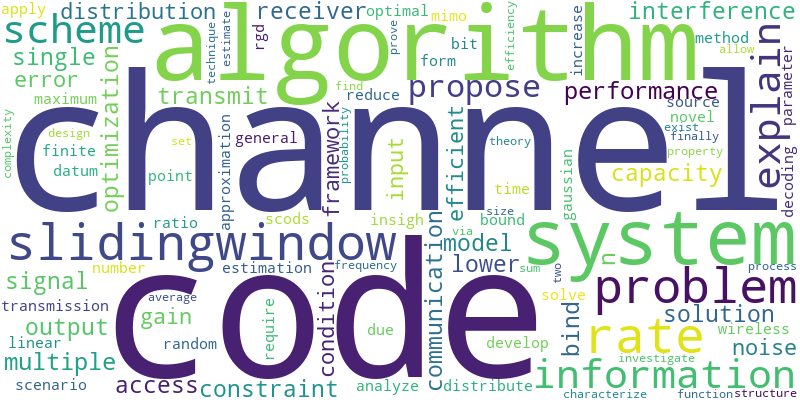 apply
distribution
receiver
optimal
mimo
efficiency
increase
interference
scheme
technique
estimate
rgd
algorithm
prove
form
bit
method
allow
single
error
optimization
transmit
reduce
propose
find
performance
source
explain
parameter
maximum
channel
novel
complexity
design
finite
datum
point
set
general
approximation
framework
probability
input
efficient
theory
exist
finally
property
gaussian
capacity
decoding
ratio
scods
insigh
time
size
bound
slidingwindow
code
via
model
system
n
signal
number
estimation
condition
frequency
communication
lower
sum
two
problem
process
average
transmission
output
gain
random
require
due
develop
solve
bind
rate
solution
wireless
noise
linear
multiple
scenario
access
constraint
analyze
distribute
investigate
information
characterize
function
structure